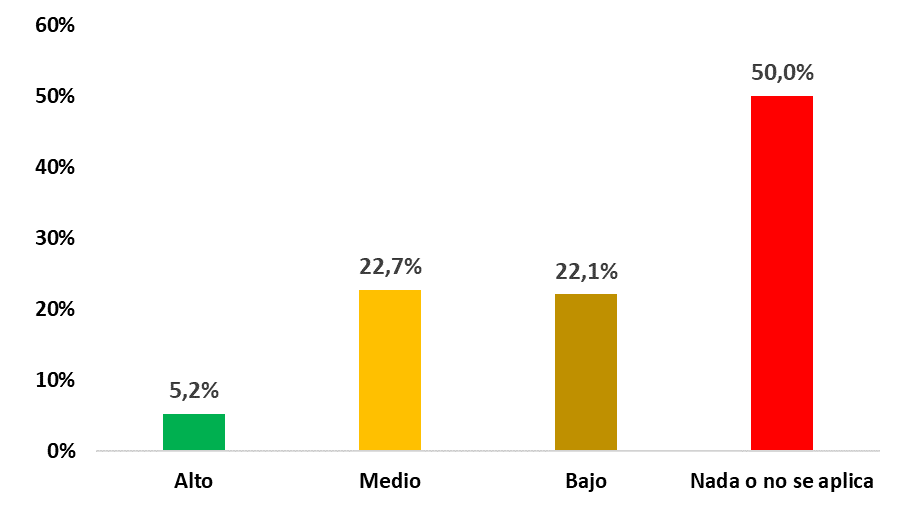 60%
50%
40%
30%
20%
10%
0%
5,2%
22,7%
22,1%
50,0%
Alto
Medio
Bajo
Nada o no se aplica